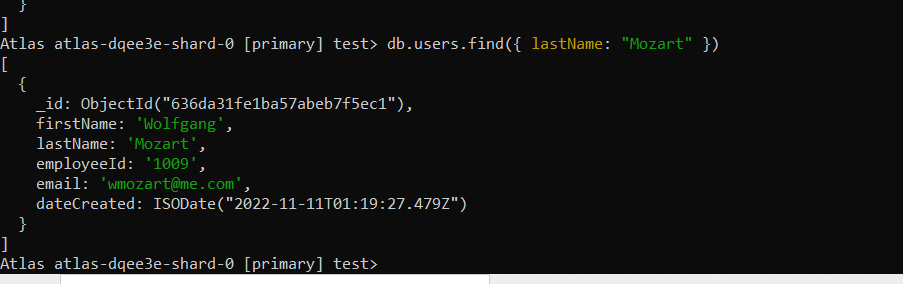 }
]
Atlas atlas-dqee3e-shard-0 [primary] test> db.users.find({ lastName: "Mozart" })
[
  {
    _id: ObjectId("636da31fe1ba57abeb7f5ec1"),
    firstName: 'Wolfgang',
    lastName: 'Mozart',
    employeeId: '1009',
    email: 'wmozart@me.com',
    dateCreated: ISODate("2022-11-11T01:19:27.479Z")
  }
]
Atlas atlas-dqee3e-shard-0 [primary] test>